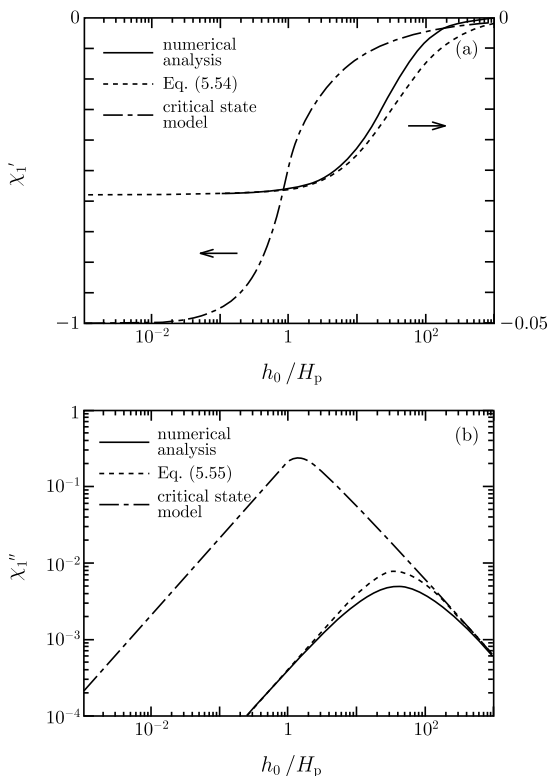 0
0
(a)
numerical
analysis
Eq. (5.54)
critical state
model
χ₁′
−1
−0.05
10⁻²
1
10²
h₀ /Hₚ
1
(b)
numerical
analysis
Eq. (5.55)
critical state
model
10⁻¹
10⁻²
χ₁″
10⁻³
10⁻⁴
10⁻²
1
10²
h₀ /Hₚ